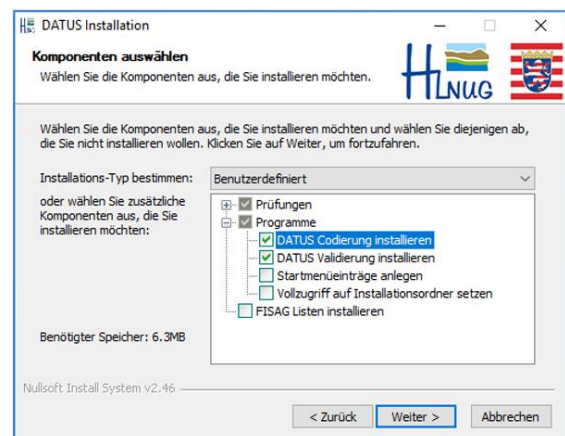 DATUS Installation
Komponenten auswählen
Wählen Sie die Komponenten aus, die Sie installieren möchten.
HLNUG
Wählen Sie die Komponenten aus, die Sie installieren möchten und wählen Sie diejenigen ab,
die Sie nicht installieren wollen. Klicken Sie auf Weiter, um fortzufahren.
Installations-Typ bestimmen:
Benutzerdefiniert
oder wählen Sie zusätzliche
Komponenten aus, die Sie
installieren möchten:
Prüfungen
Programme
DATUS Codierung installieren
DATUS Validierung installieren
Startmenüeinträge anlegen
Vollzugriff auf Installationsordner setzen
FISAG Listen installieren
Benötigter Speicher: 6.3MB
Nullsoft Install System v2.46
< Zurück
Weiter >
Abbrechen